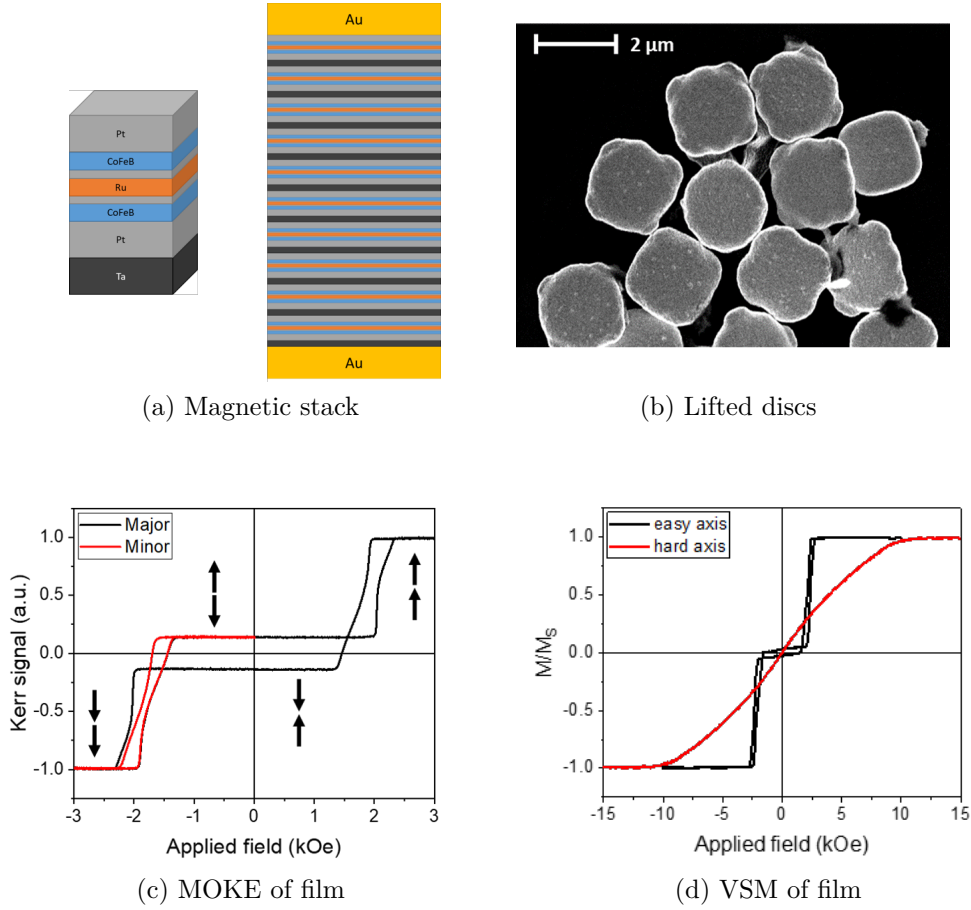 Au
Pt
CoFeB
Ru
CoFeB
Pt
Ta
Au
2 μm
(a) Magnetic stack
(b) Lifted discs
Major
Minor
1.0
0.5
0.0
-0.5
-1.0
Kerr signal (a.u.)
-3 -2 -1 0 1 2 3
Applied field (kOe)
(c) MOKE of film
easy axis
hard axis
1.0
0.5
0.0
-0.5
-1.0
M/MS
-15 -10 -5 0 5 10 15
Applied field (kOe)
(d) VSM of film